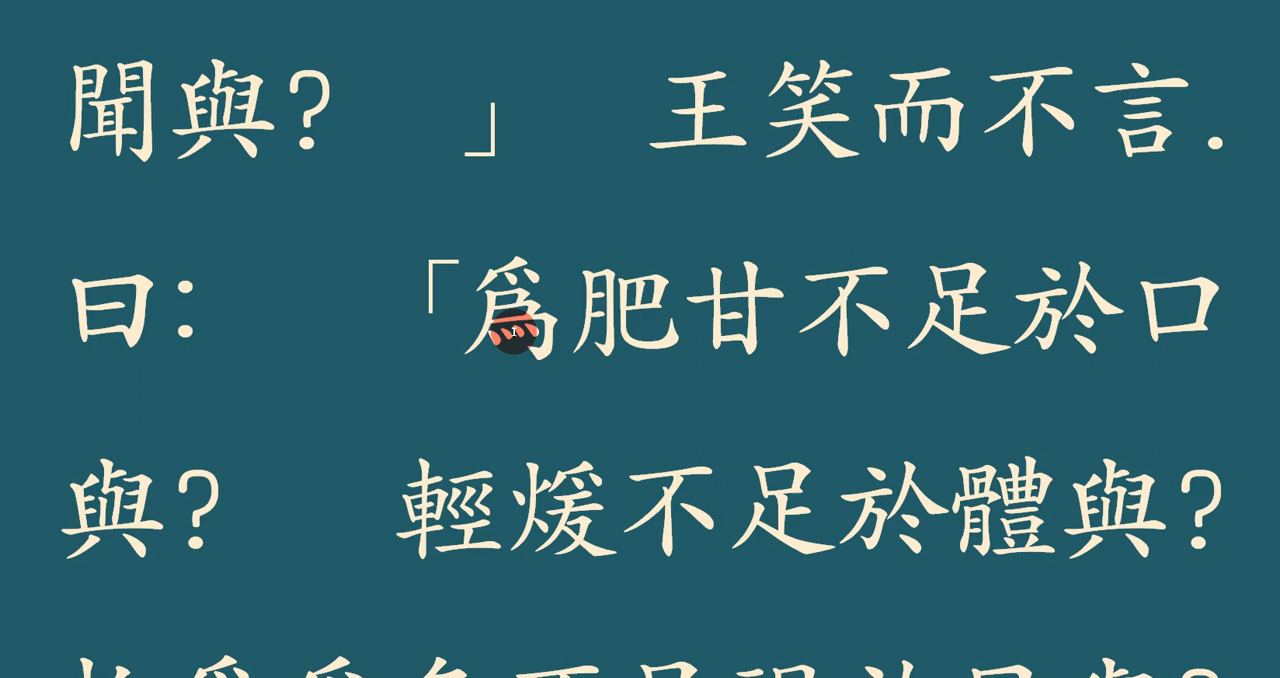 聞與? 」 王笑而不言.
曰: 「爲肥甘不足於口
與? 輕煖不足於體與?